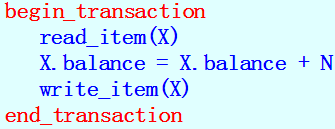 begin_transaction
read_item(X)
X.balance = X.balance + N
write_item(X)
end_transaction